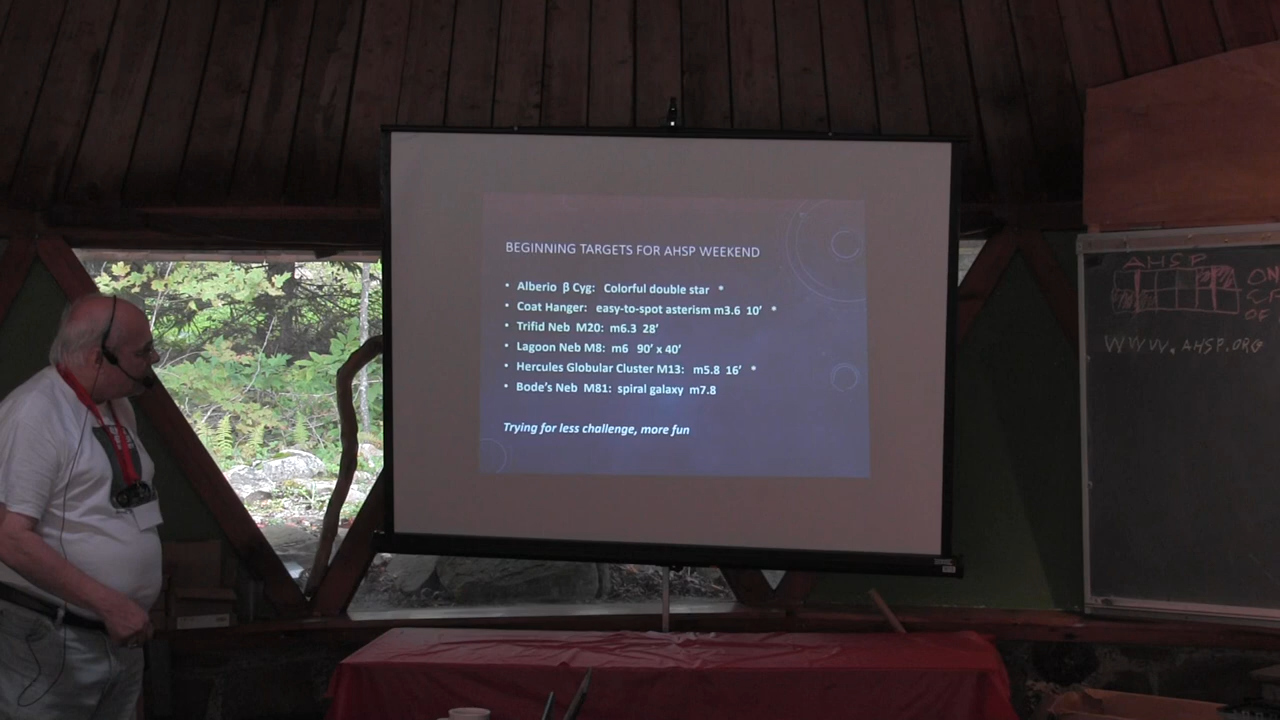 BEGINNING TARGETS FOR AHSP WEEKEND
• Alberio β Cyg: Colorful double star *
• Coat Hanger: easy-to-spot asterism m3.6 10’ *
• Trifid Neb M20: m6.3 28’
• Lagoon Neb M8: m6 90’ x 40’
• Hercules Globular Cluster M13: m5.8 16’ *
• Bode’s Neb M81: spiral galaxy m7.8
Trying for less challenge, more fun
AHSP
ON
OF
WWW.AHSP.ORG